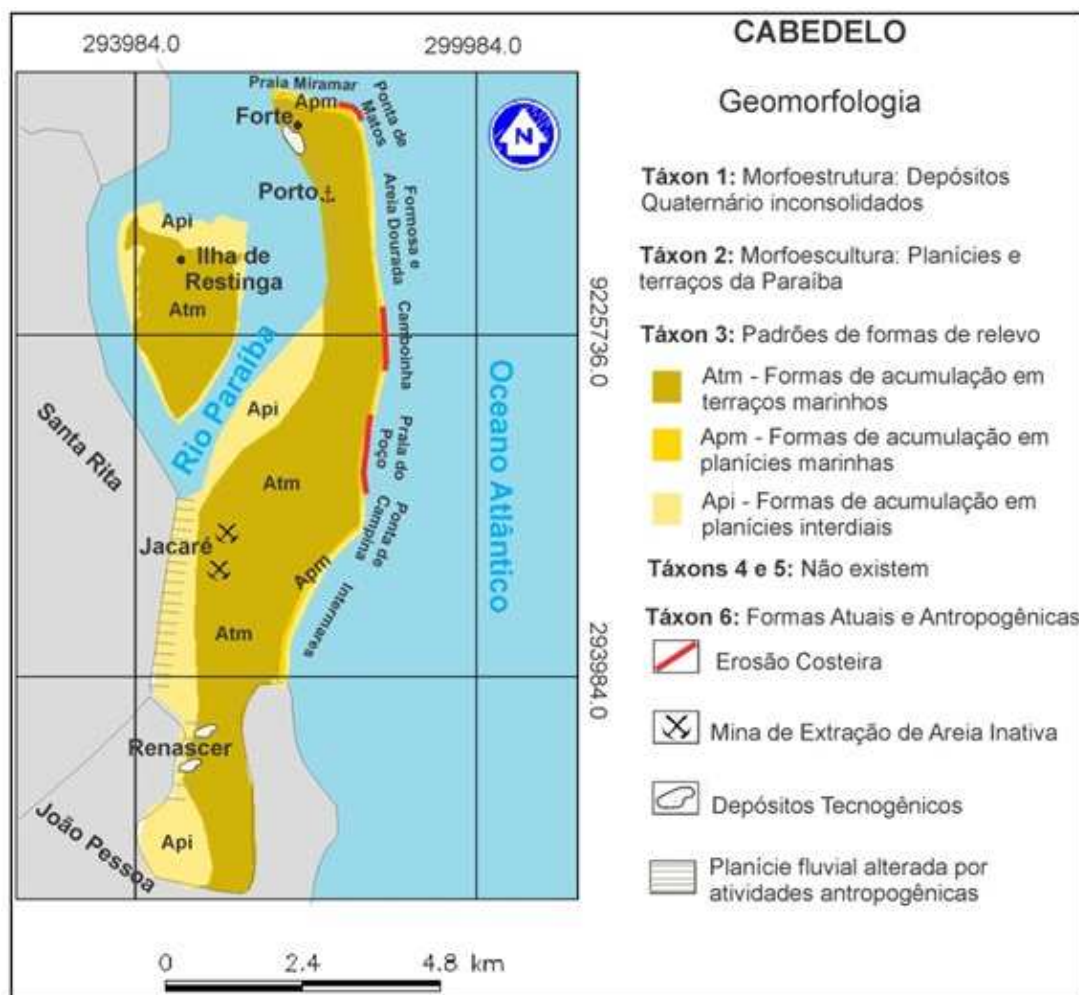 293984.0
299984.0
CABEDELO
Geomorfologia
Praia Miramar
Apm
Ponta de
Matos
Forte
N
Porto
Formosa e
Areia Dourada
Api
Ilha de
Restinga
Atm
Camboinha
9225736.0
Rio Paraíba
Api
Oceano Atlântico
Santa Rita
Praia do
Poço
Atm
Ponta de
Campina
Jacaré
Apm
Intermares
Atm
293984.0
Renascer
João Pessoa
Api
0
2.4
4.8 km
Táxon 1: Morfoestrutura: Depósitos
Quaternário inconsolidados
Táxon 2: Morfoescultura: Planícies e
terraços da Paraíba
Táxon 3: Padrões de formas de relevo
Atm - Formas de acumulação em
terraços marinhos
Apm - Formas de acumulação em
planícies marinhas
Api - Formas de acumulação em
planícies interdiais
Táxons 4 e 5: Não existem
Táxon 6: Formas Atuais e Antropogênicas
Erosão Costeira
Mina de Extração de Areia Inativa
Depósitos Tecnogênicos
Planície fluvial alterada por
atividades antropogênicas